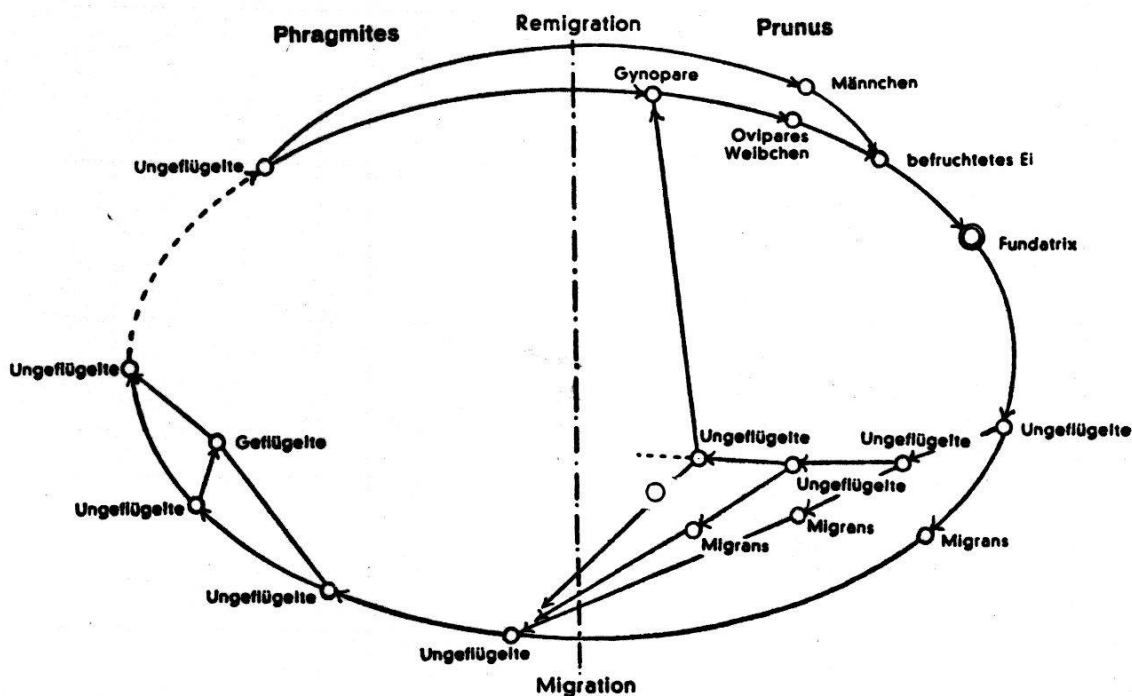 Phragmites
Remigration
Prunus
Gynopare
Männchen
Ovipares
Weibchen
Ungeflügelte
befruchtetes Ei
Fundatrix
Ungeflügelte
Geflügelte
Ungeflügelte
Ungeflügelte
Ungeflügelte
Ungeflügelte
Ungeflügelte
Ungeflügelte
Migrans
Migrans
Migrans
Ungeflügelte
Ungeflügelte
Migration